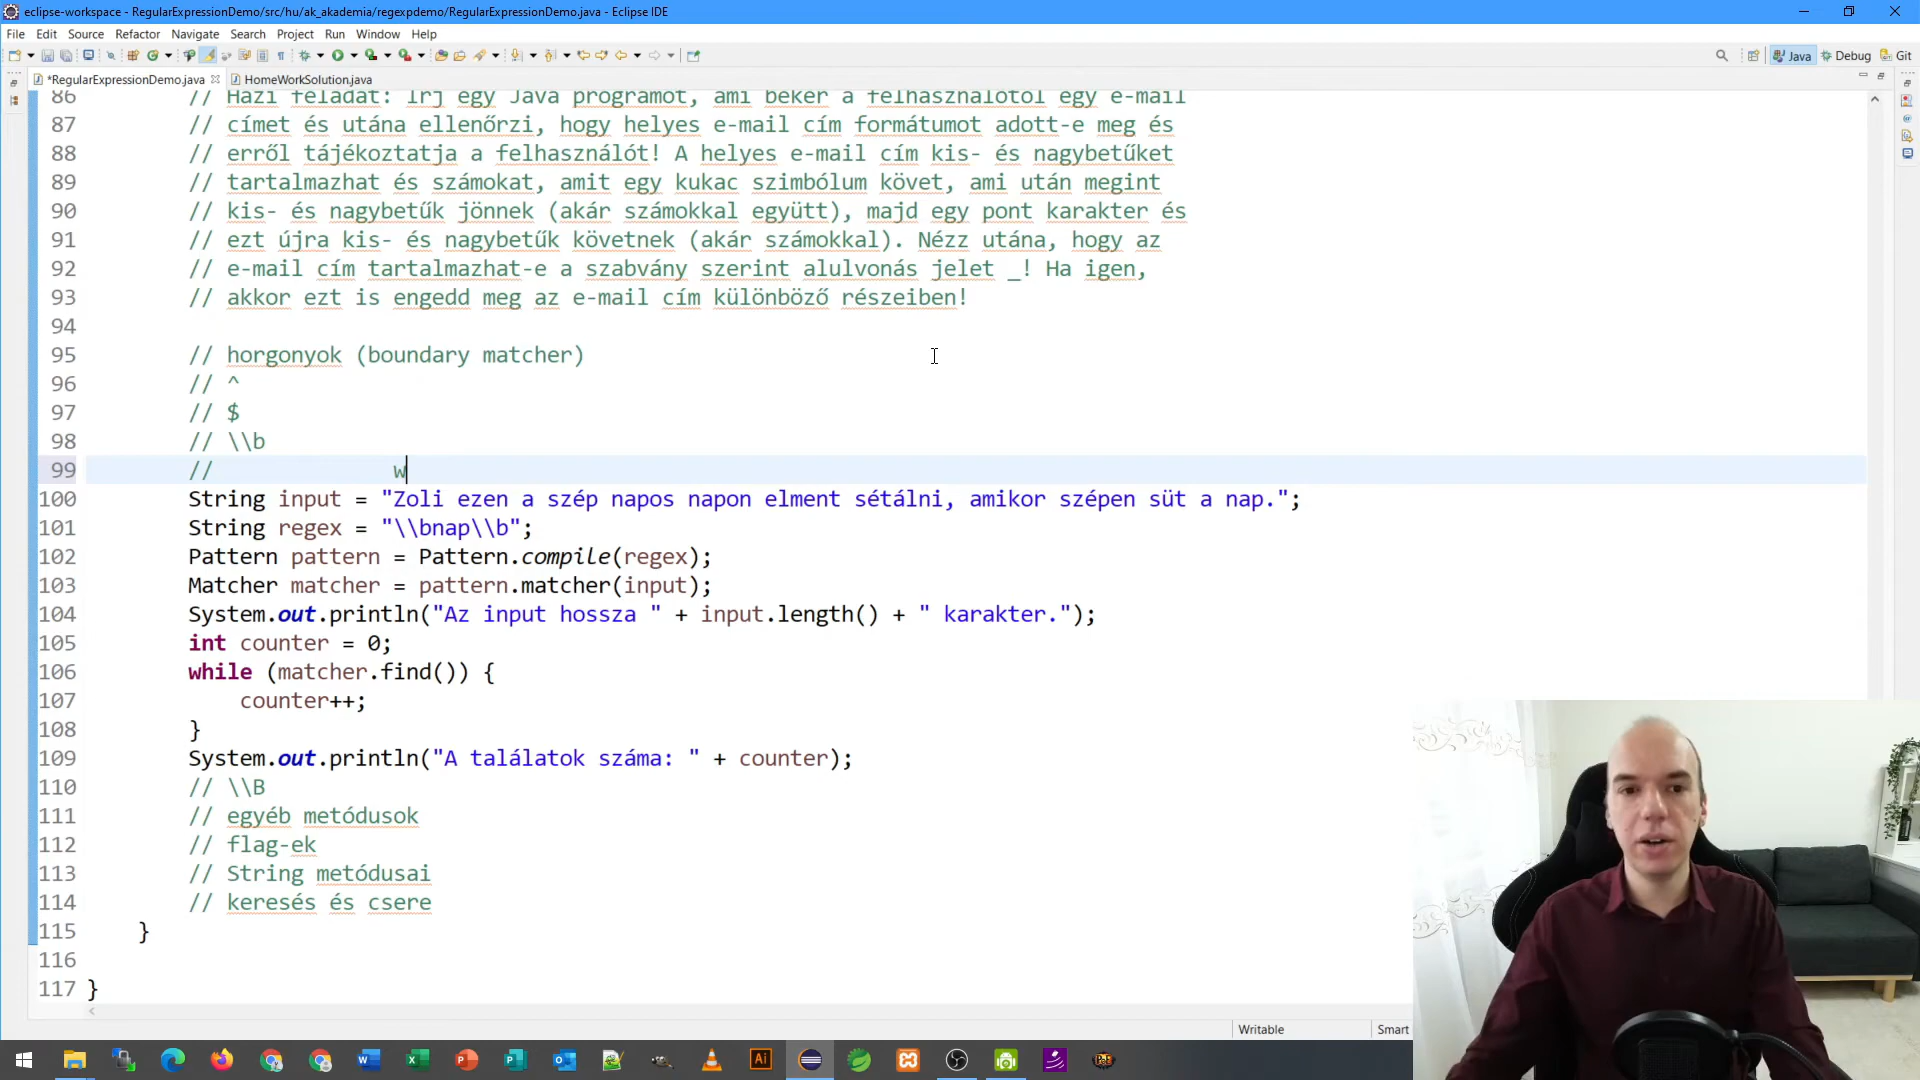 eclipse-workspace - RegularExpressionDemo/src/hu/ak_akademia/regexpdemo/RegularExpressionDemo.java - Eclipse IDE
File Edit Source Refactor Navigate Search Project Run Window Help
Java Debug Git
*RegularExpressionDemo.java HomeWorkSolution.java
86 // Házi feladat: Írj egy Java programot, ami bekér a felhasználótól egy e-mail
87 // címet és utána ellenőrzi, hogy helyes e-mail cím formátumot adott-e meg és
88 // erről tájékoztatja a felhasználót! A helyes e-mail cím kis- és nagybetűket
89 // tartalmazhat és számokat, amit egy kukac szimbólum követ, ami után megint
90 // kis- és nagybetűk jönnek (akár számokkal együtt), majd egy pont karakter és
91 // ezt újra kis- és nagybetűk követnek (akár számokkal). Nézz utána, hogy az
92 // e-mail cím tartalmazhat-e a szabvány szerint alulvonás jelet _! Ha igen,
93 // akkor ezt is engedd meg az e-mail cím különböző részeiben!
94
95 // horgonyok (boundary matcher)
96 // ^
97 // $
98 // \\b
99 // w
100 String input = "Zoli ezen a szép napos napon elment sétálni, amikor szépen süt a nap.";
101 String regex = "\\bnap\\b";
102 Pattern pattern = Pattern.compile(regex);
103 Matcher matcher = pattern.matcher(input);
104 System.out.println("Az input hossza " + input.length() + " karakter.");
105 int counter = 0;
106 while (matcher.find()) {
107 counter++;
108 }
109 System.out.println("A találatok száma: " + counter);
110 // \\B
111 // egyéb metódusok
112 // flag-ek
113 // String metódusai
114 // keresés és csere
115 }
116
117 }
Writable Smart